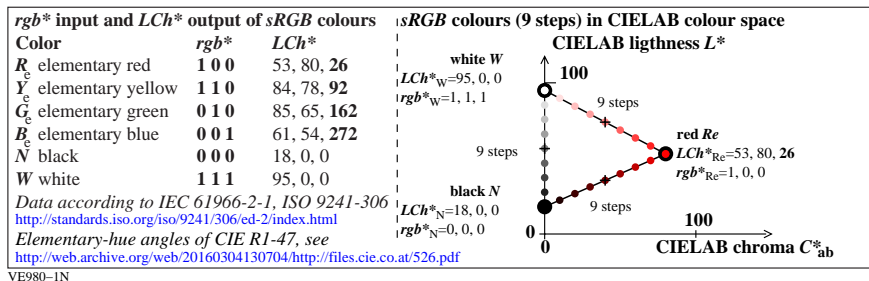 rgb* input and LCh* output of sRGB colours
Color rgb* LCh*
Re elementary red 1 0 0 53, 80, 26
Ye elementary yellow 1 1 0 84, 78, 92
Ge elementary green 0 1 0 85, 65, 162
Be elementary blue 0 0 1 61, 54, 272
N black 0 0 0 18, 0, 0
W white 1 1 1 95, 0, 0
Data according to IEC 61966-2-1, ISO 9241-306
http://standards.iso.org/iso/9241/306/ed-2/index.html
Elementary-hue angles of CIE R1-47, see
http://web.archive.org/web/20160304130704/http://files.cie.co.at/526.pdf
sRGB colours (9 steps) in CIELAB colour space
CIELAB ligthness L*
white W
LCh*W=95, 0, 0
rgb*W=1, 1, 1
100
9 steps
9 steps
red Re
LCh*Re=53, 80, 26
rgb*Re=1, 0, 0
black N
LCh*N=18, 0, 0
rgb*N=0, 0, 0
9 steps
0
0
100
CIELAB chroma C*ab
VE980−1N